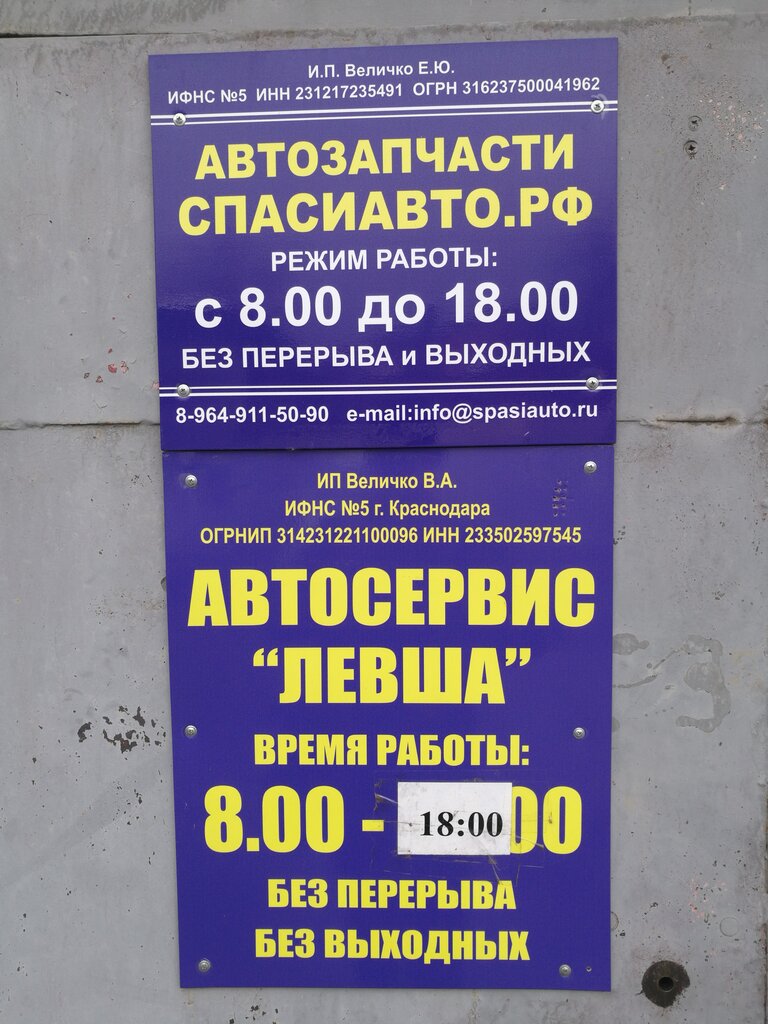 И.П. Величко Е.Ю.
ИФНС №5 ИНН 231217235491 ОГРН 316237500041962
АВТОЗАПЧАСТИ
СПАСИАВТО.РФ
РЕЖИМ РАБОТЫ:
с 8.00 до 18.00
БЕЗ ПЕРЕРЫВА и ВЫХОДНЫХ
8-964-911-50-90 e-mail:info@spasiauto.ru
ИП Величко В.А.
ИФНС №5 г. Краснодара
ОГРНИП 314231221100096 ИНН 233502597545
АВТОСЕРВИС
“ЛЕВША”
ВРЕМЯ РАБОТЫ:
8.00 - 18:00 00
БЕЗ ПЕРЕРЫВА
БЕЗ ВЫХОДНЫХ